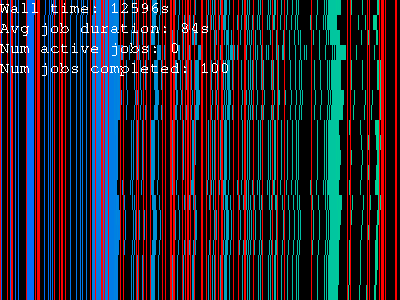 Wall time: 12596s
Avg job duration: 84s
Num active jobs: 0
Num jobs completed: 100